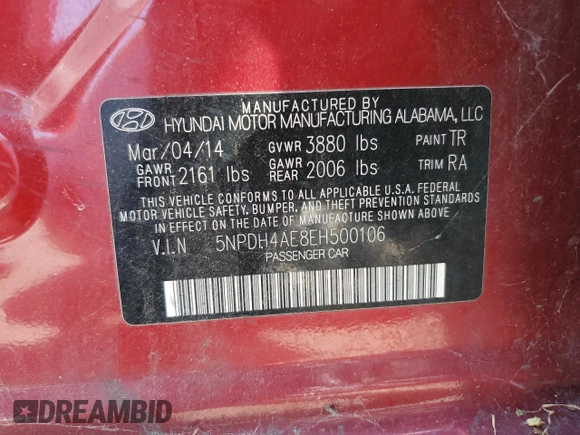 MANUFACTURED BY
HYUNDAI MOTOR MANUFACTURING ALABAMA, LLC
Mar/04/14 GVWR 3880 lbs PAINT TR
GAWR FRONT 2161 lbs GAWR REAR 2006 lbs TRIM RA
THIS VEHICLE CONFORMS TO ALL APPLICABLE U.S.A. FEDERAL
MOTOR VEHICLE SAFETY, BUMPER, AND THEFT PREVENTION STANDARDS
IN EFFECT ON THE DATE OF MANUFACTURE SHOWN ABOVE.
V.I.N 5NPDH4AE8EH500106
PASSENGER CAR
DREAMBID